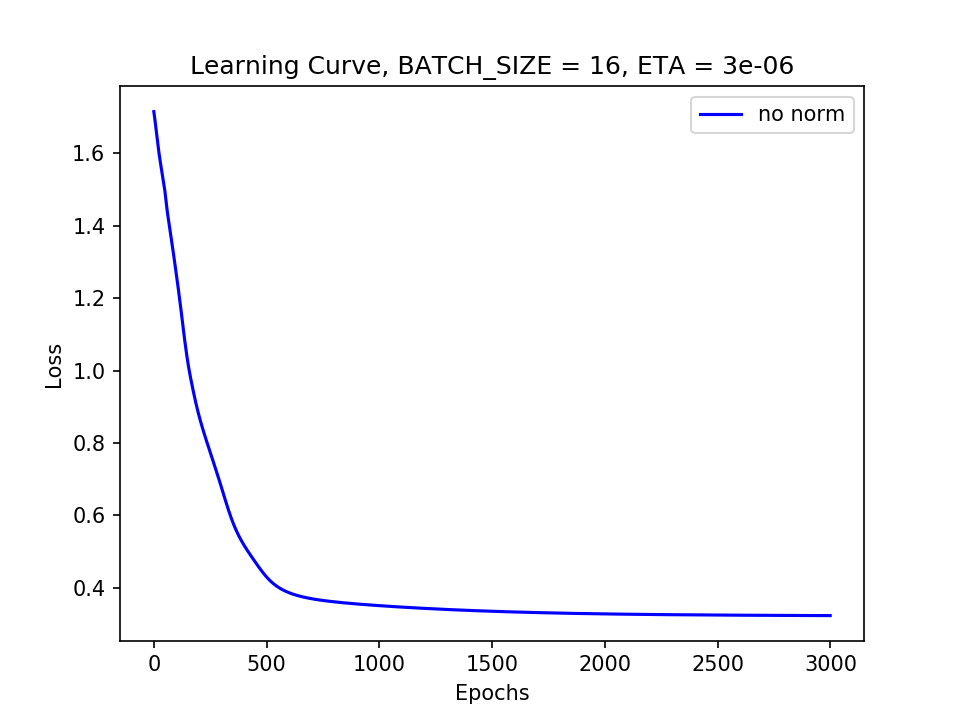 Learning Curve, BATCH_SIZE = 16, ETA = 3e-06
no norm
Loss
1.6
1.4
1.2
1.0
0.8
0.6
0.4
0 500 1000 1500 2000 2500 3000
Epochs